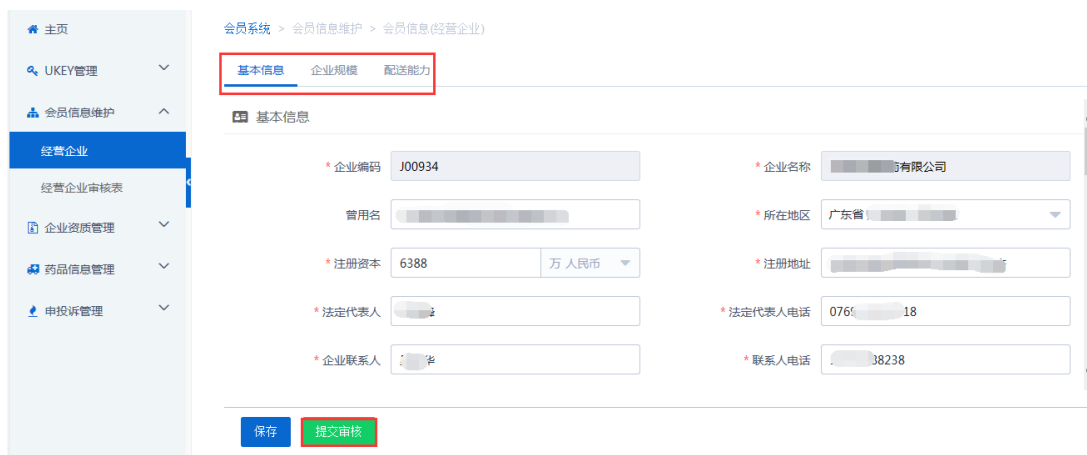 主页
UKEY管理
会员信息维护
经营企业
经营企业审核表
企业资质管理
药品信息管理
申投诉管理
会员系统 > 会员信息维护 > 会员信息(经营企业)
基本信息 企业规模 配送能力
基本信息
* 企业编码 J00934 * 企业名称 有限公司
曾用名 * 所在地区 广东省
* 注册资本 6388 万 人民币 * 注册地址
* 法定代表人 * 法定代表人电话 0769 18
* 企业联系人 华 * 联系人电话 38238
保存 提交审核